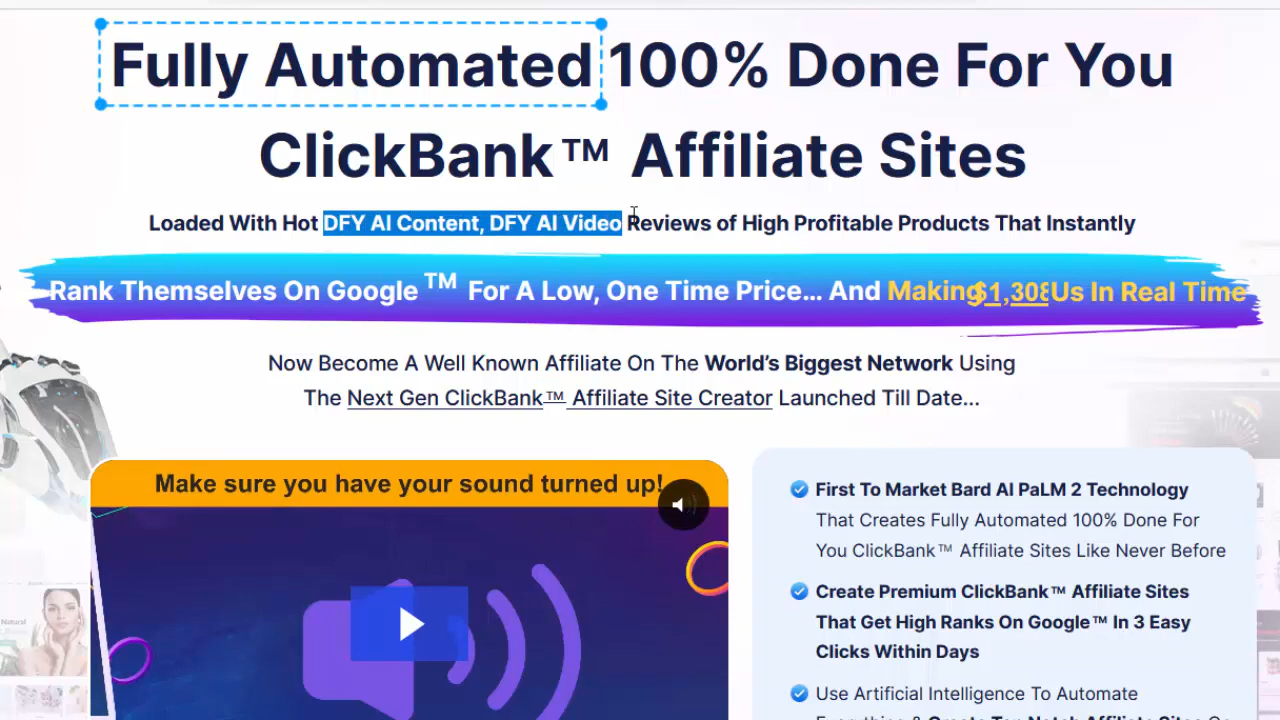 Fully Automated 100% Done For You
ClickBank™ Affiliate Sites
Loaded With Hot DFY AI Content, DFY AI Video Reviews of High Profitable Products That Instantly
Rank Themselves On Google ™ For A Low, One Time Price... And Making $1,308 Us In Real Time
Now Become A Well Known Affiliate On The World's Biggest Network Using
The Next Gen ClickBank™ Affiliate Site Creator Launched Till Date...
Make sure you have your sound turned up!
First To Market Bard AI PaLM 2 Technology
That Creates Fully Automated 100% Done For
You ClickBank™ Affiliate Sites Like Never Before
Create Premium ClickBank™ Affiliate Sites
That Get High Ranks On Google™ In 3 Easy
Clicks Within Days
Use Artificial Intelligence To Automate
Natural